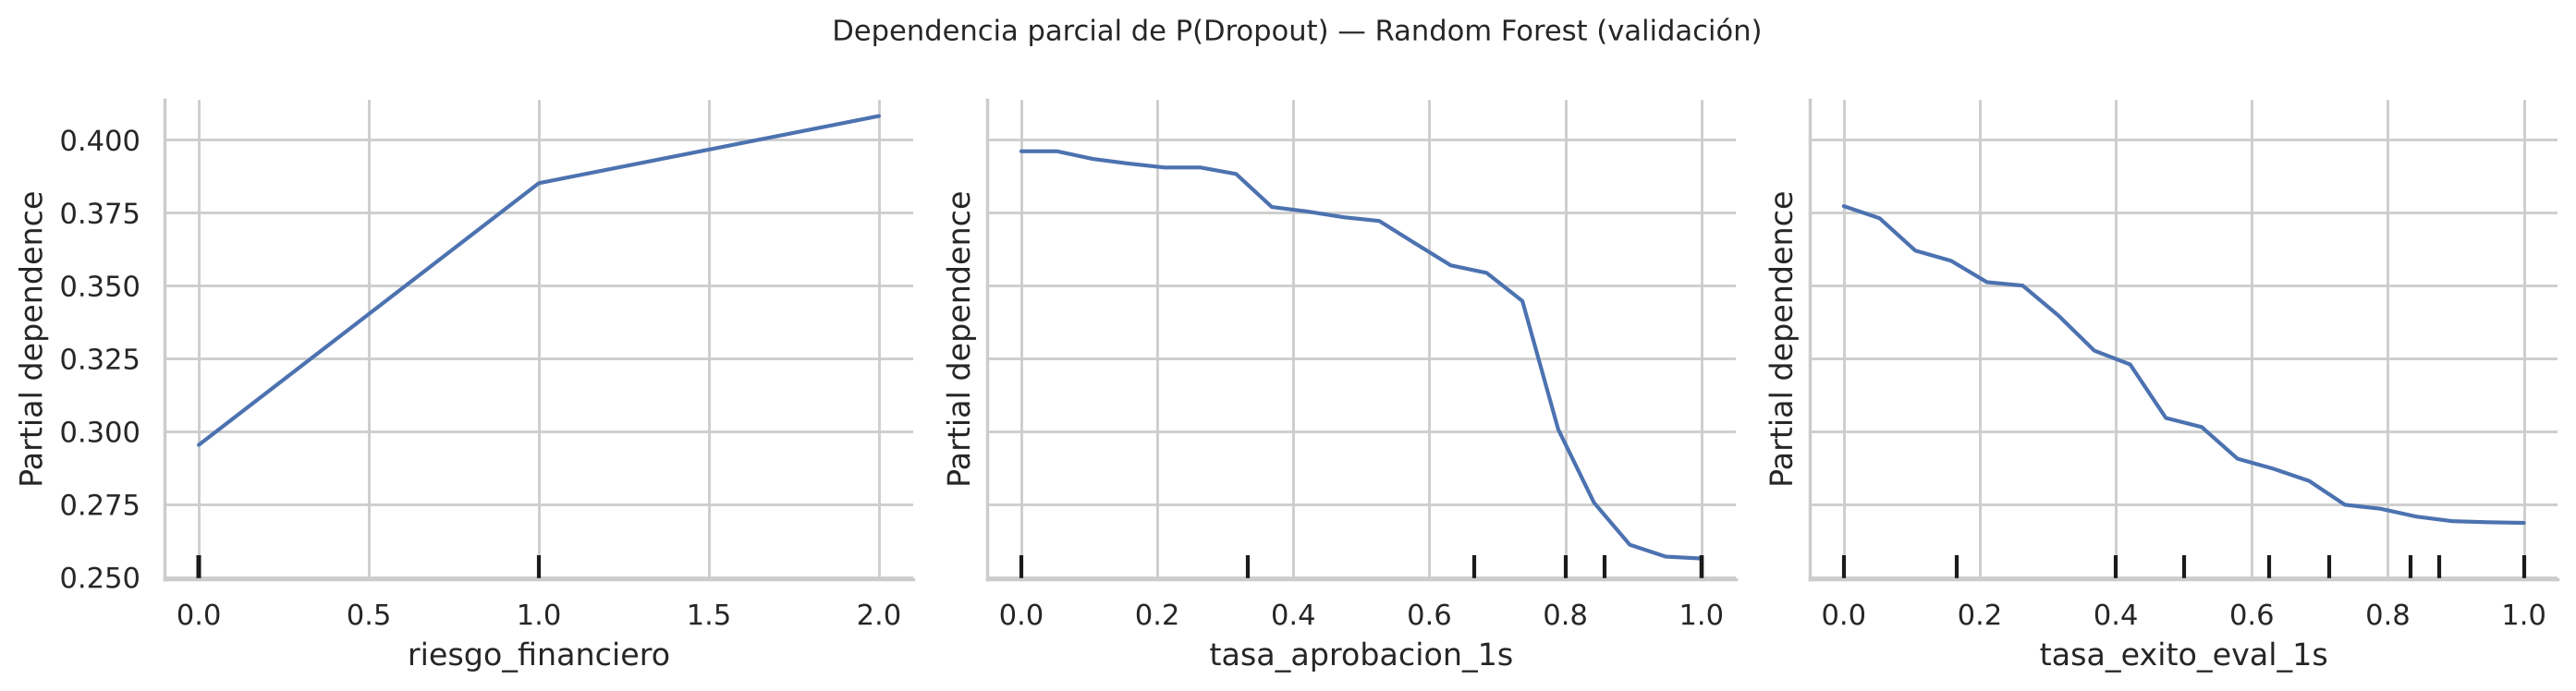 Dependencia parcial de P(Dropout) — Random Forest (validación)
Partial dependence
0.400
0.375
0.350
0.325
0.300
0.275
0.250
0.0 0.5 1.0 1.5 2.0
riesgo_financiero
Partial dependence
0.0 0.2 0.4 0.6 0.8 1.0
tasa_aprobacion_1s
Partial dependence
0.0 0.2 0.4 0.6 0.8 1.0
tasa_exito_eval_1s